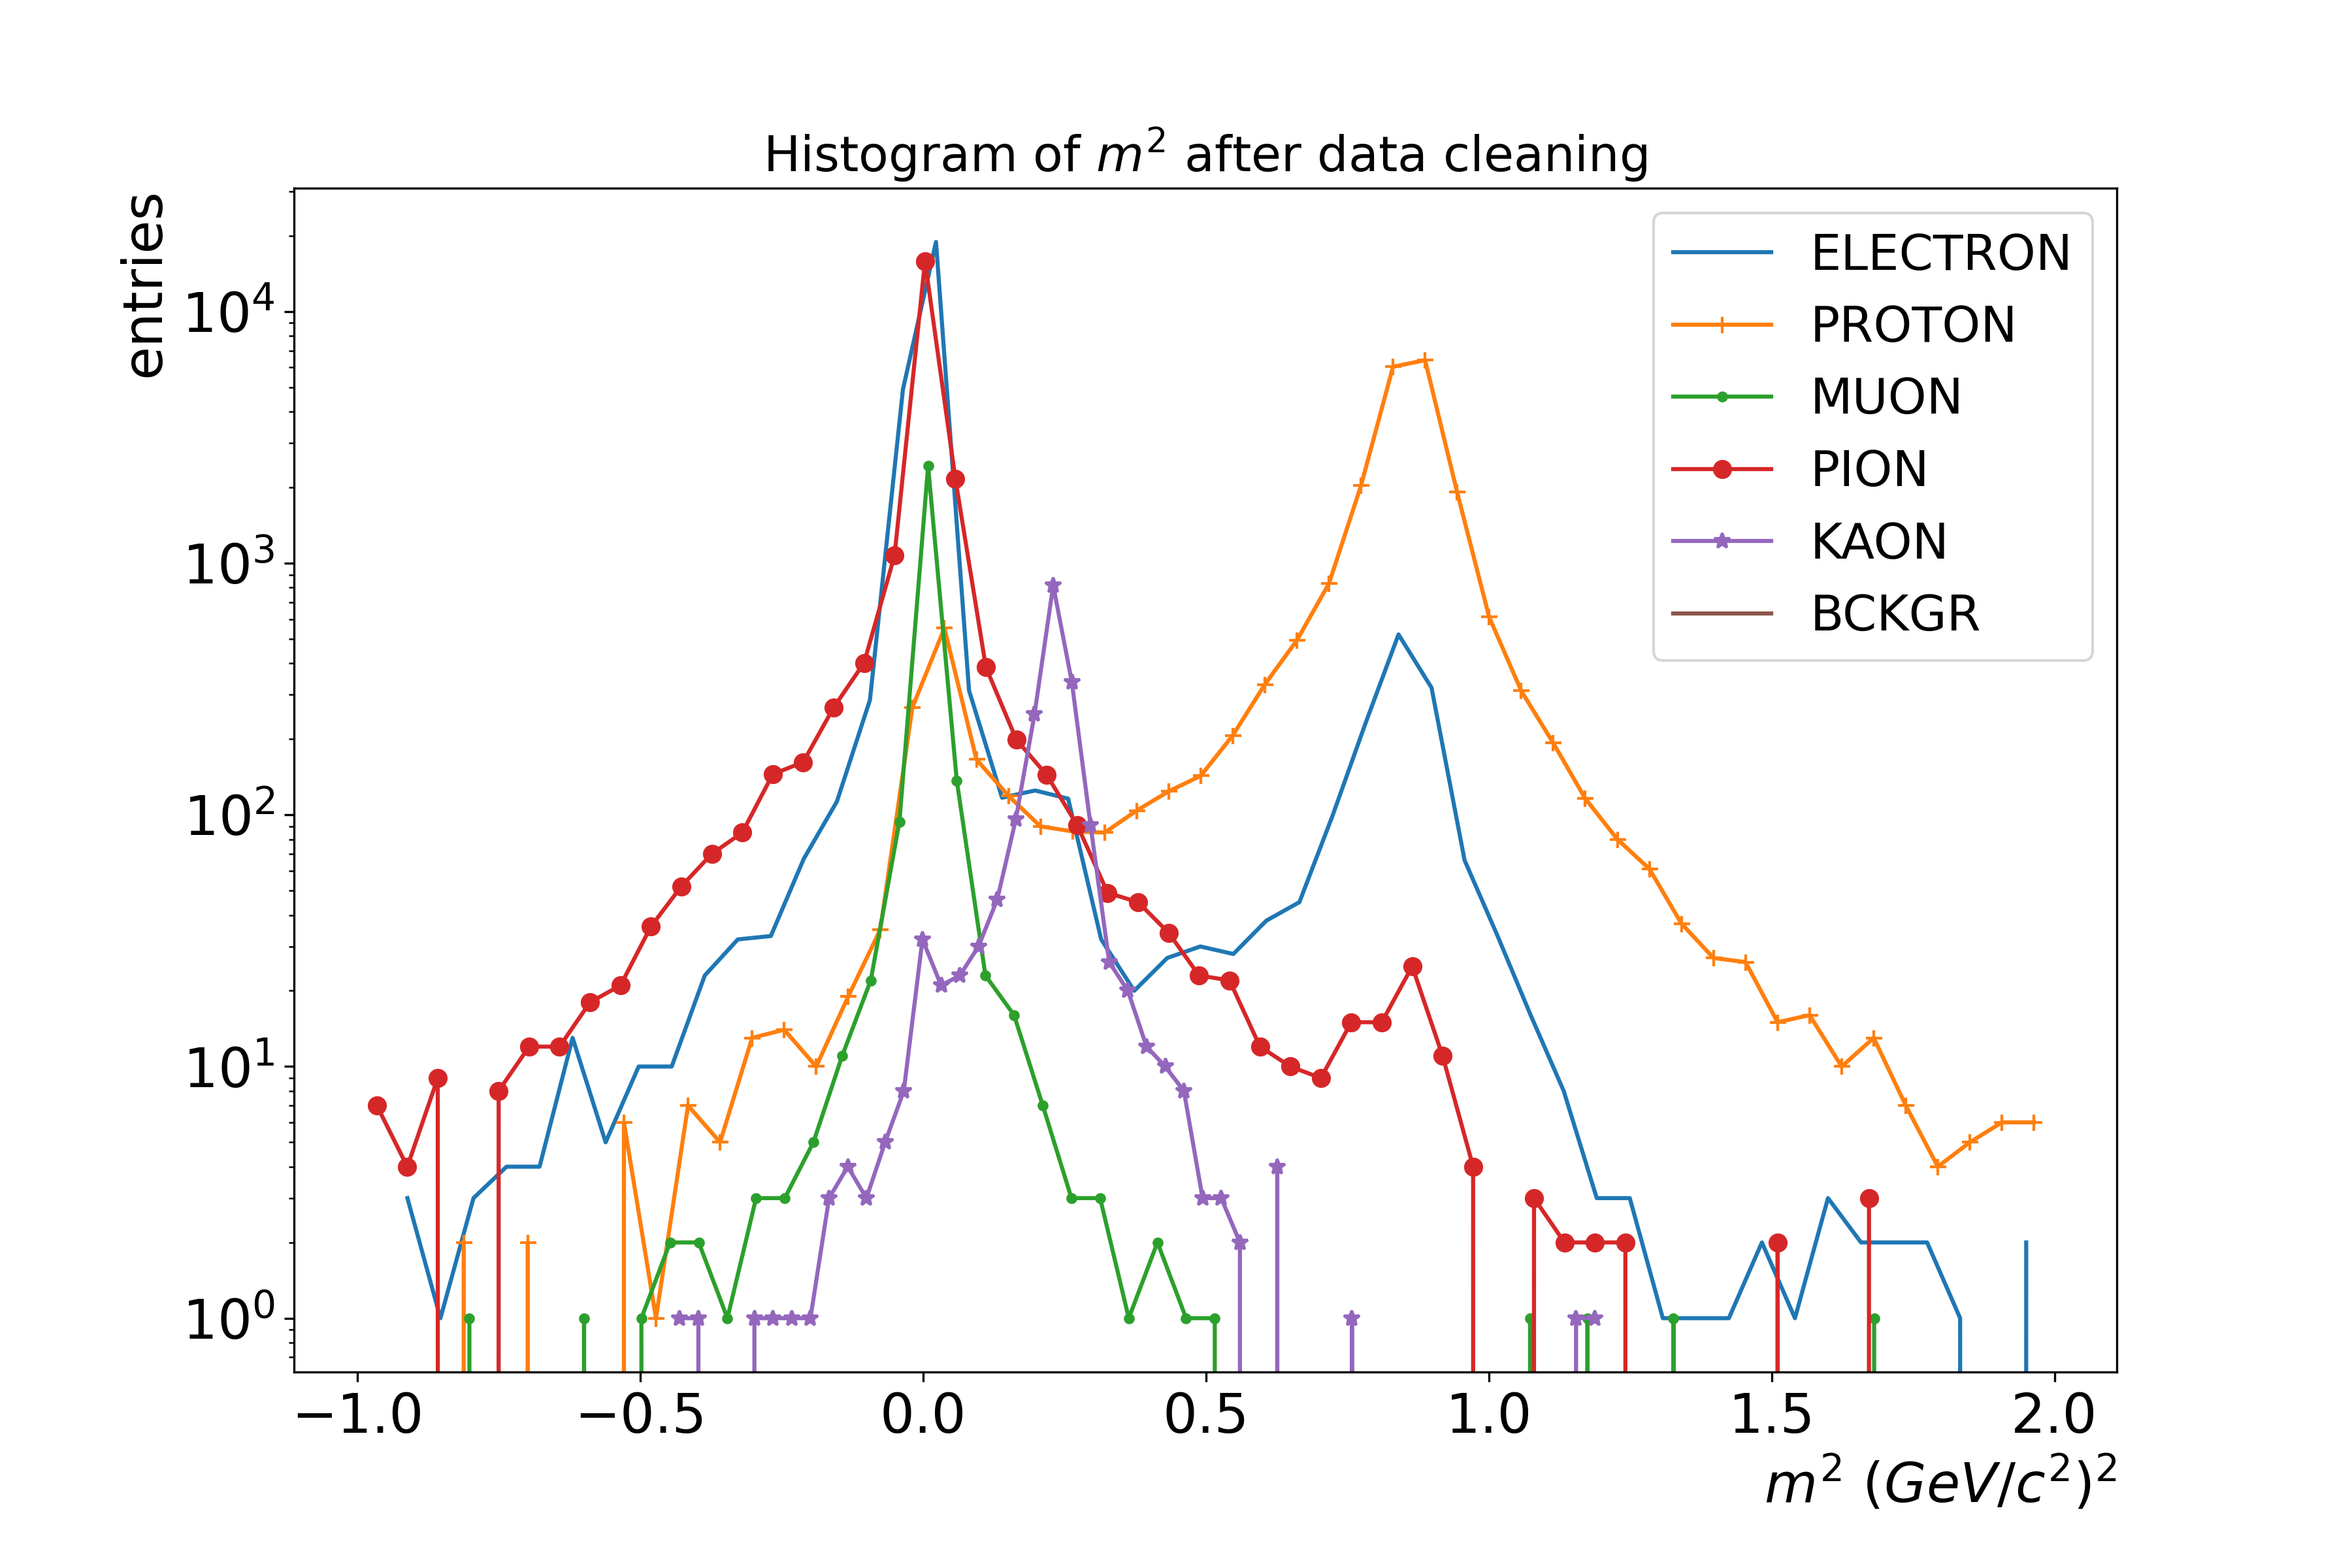 Histogram of m² after data cleaning
entries
10⁴
10³
10²
10¹
10⁰
ELECTRON
PROTON
MUON
PION
KAON
BCKGR
−1.0 −0.5 0.0 0.5 1.0 1.5 2.0
m² (GeV/c²)²